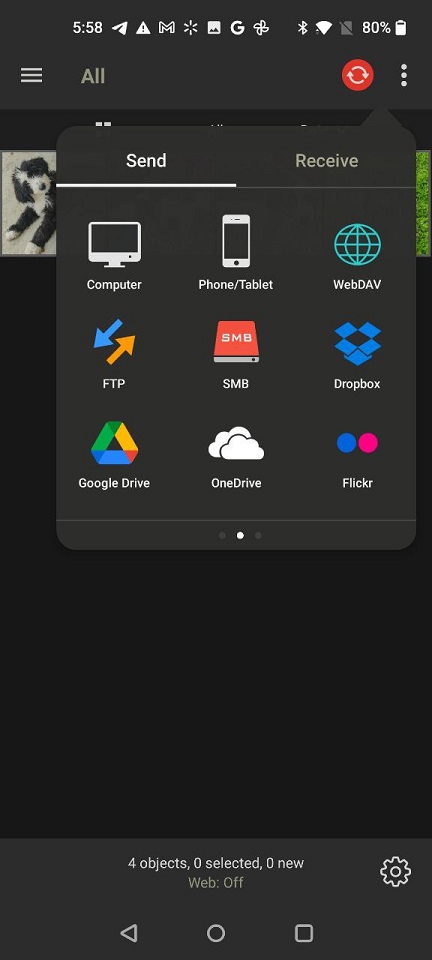 5:58
80%
All
Send
Receive
Computer
Phone/Tablet
WebDAV
FTP
SMB
SMB
Dropbox
Google Drive
OneDrive
Flickr
4 objects, 0 selected, 0 new
Web: Off